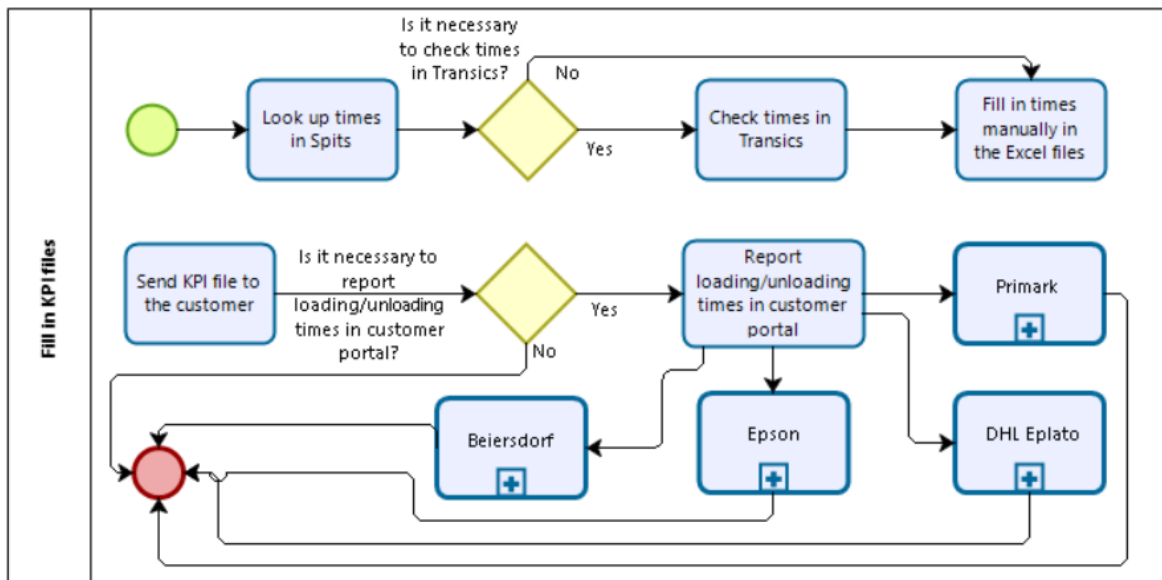 Fill in KPI files
Is it necessary
to check times
in Transics?
No
Look up times
in Spits
Yes
Check times in
Transics
Fill in times
manually in
the Excel files
Send KPI file to
the customer
Is it necessary to
report
loading/unloading
times in customer
portal?
Yes
No
Report
loading/unloading
times in customer
portal
Primark
Beiersdorf
Epson
DHL Eplato